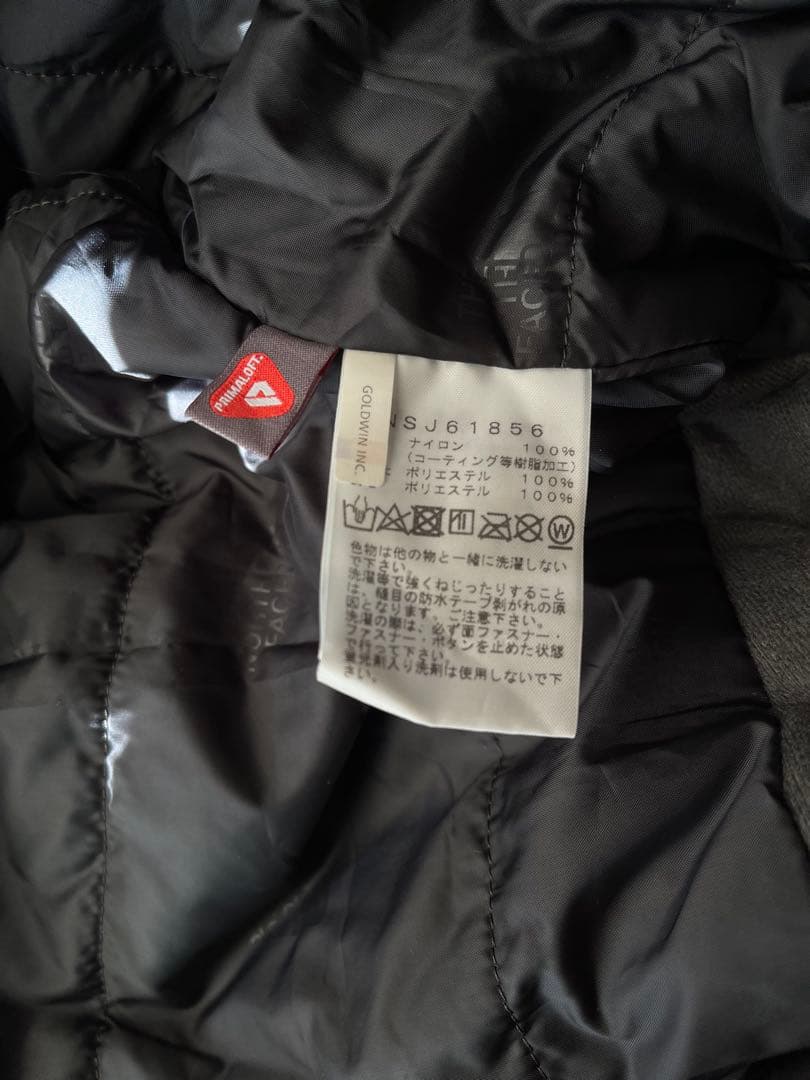 PRIMALOFT.
GOLDWIN INC.
NSJ61856
ナイロン 100%
(コーティング等樹脂加工)
ポリエステル 100%
ポリエステル 100%
W
色物は他の物と一緒に洗濯しない
で下さい。
洗濯等で強くねじったりすること
は、縫目の防水テープ剥がれの原
因となります。ご注意下さい。
洗濯の際は、必ず面ファスナー・
ファスナー・ボタンを止めた状態
で行って下さい。
蛍光剤入り洗剤は使用しないで下
さい。
THE
FACE
NORTH
FACE